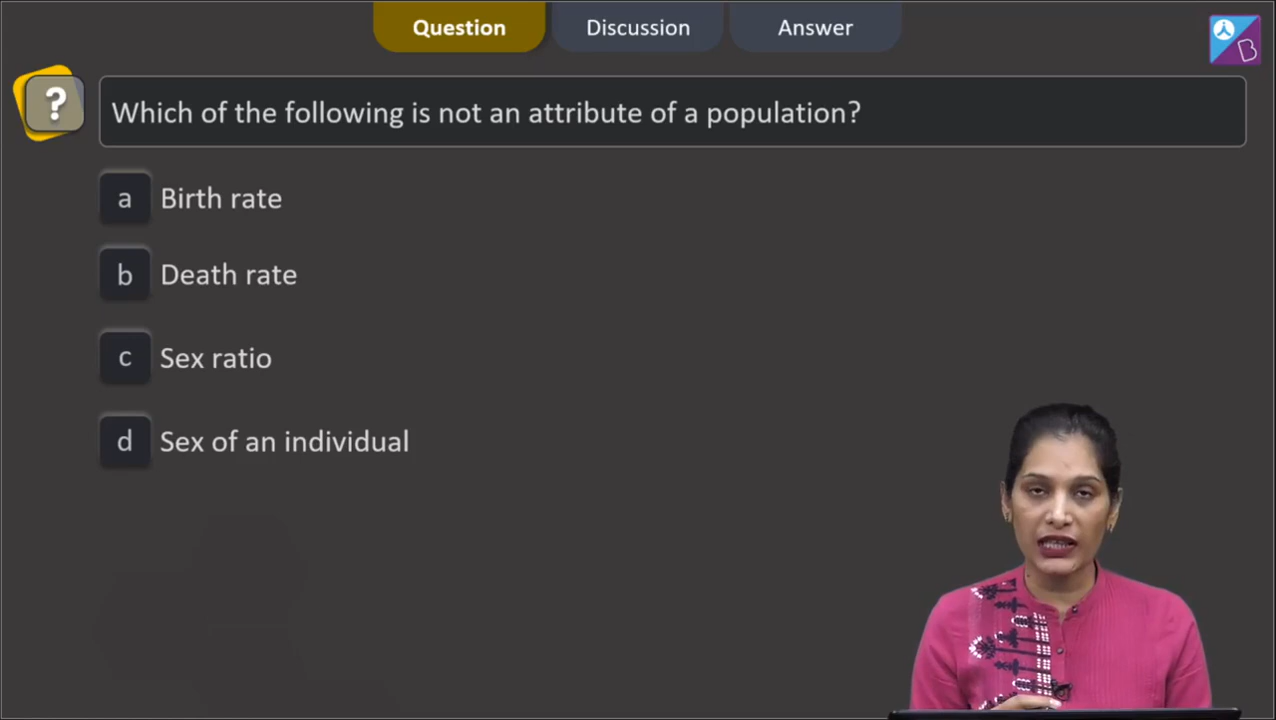 Question Discussion Answer
B
? Which of the following is not an attribute of a population?
a Birth rate
b Death rate
c Sex ratio
d Sex of an individual